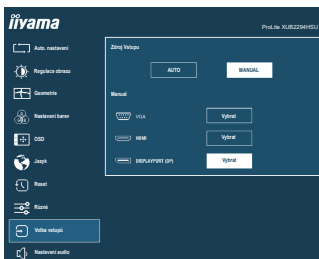 iiyama
ProLite XUB2294HSU
Auto. nastavení
Regulace obrazu
Geometrie
Nastavení barev
OSD
Jazyk
Reset
Různé
Volba vstupů
Nastavení audio
Zdroj Vstupu
AUTO
MANUAL
Manual
VGA
Vybrat
HDMI
Vybrat
DISPLAYPORT (DP)
Vybrat